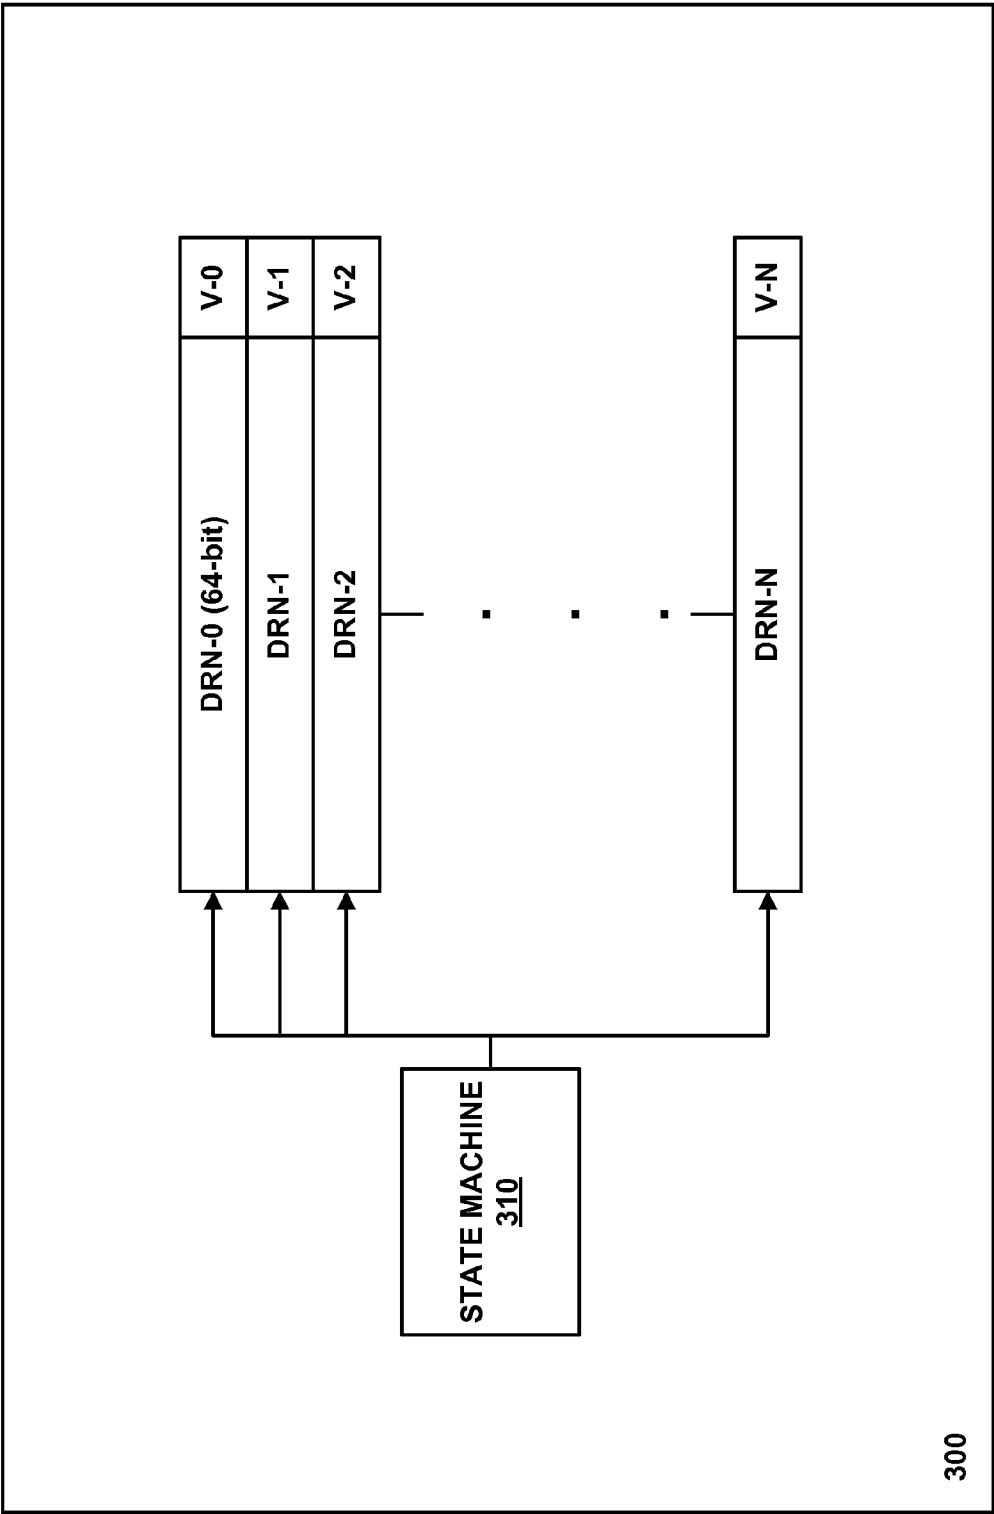 DRN-0 (64-bit) V-0
DRN-1 V-1
DRN-2 V-2
STATE MACHINE
310
DRN-N V-N
300